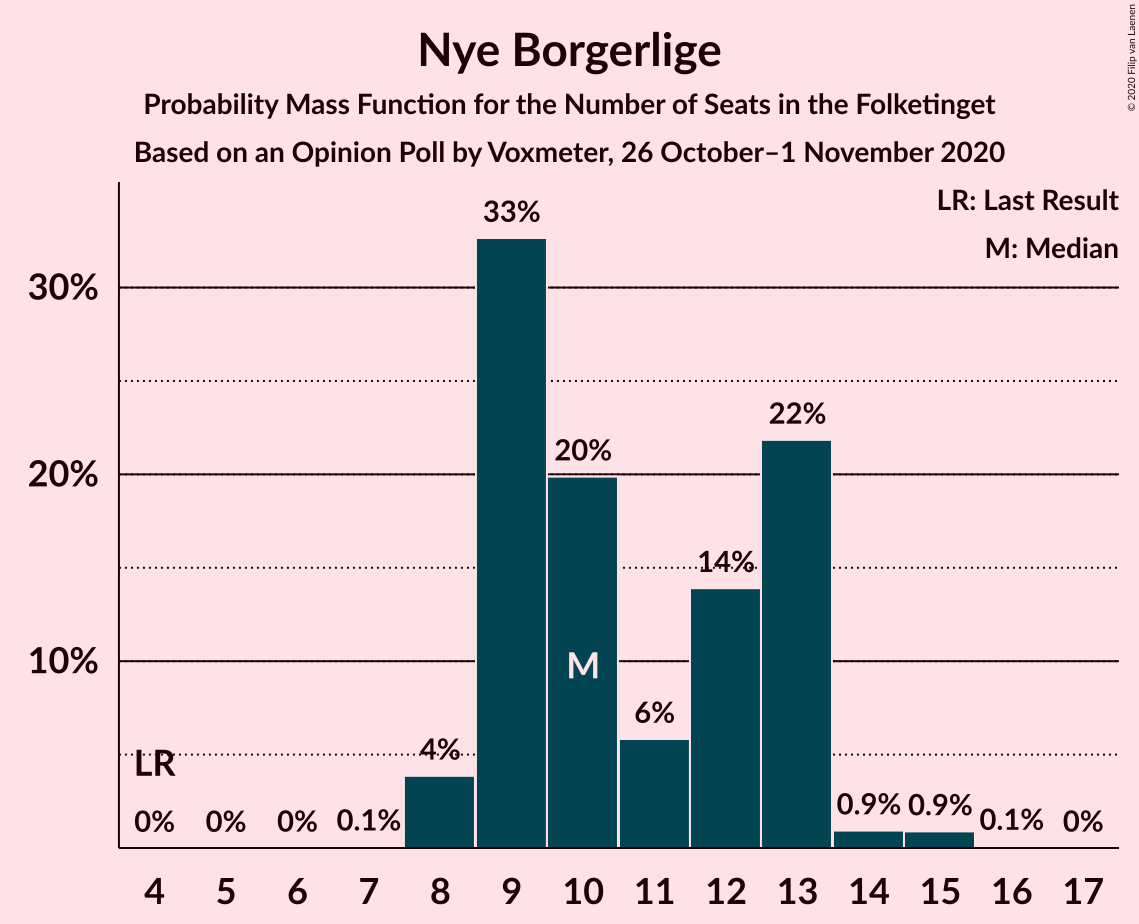 Nye Borgerlige
Probability Mass Function for the Number of Seats in the Folketinget
Based on an Opinion Poll by Voxmeter, 26 October–1 November 2020
© 2020 Filip van Laenen
LR: Last Result
M: Median
30%
20%
10%
LR
0%
0%
0%
0.1%
4%
33%
20%
M
6%
14%
22%
0.9%
0.9%
0.1%
0%
4 5 6 7 8 9 10 11 12 13 14 15 16 17